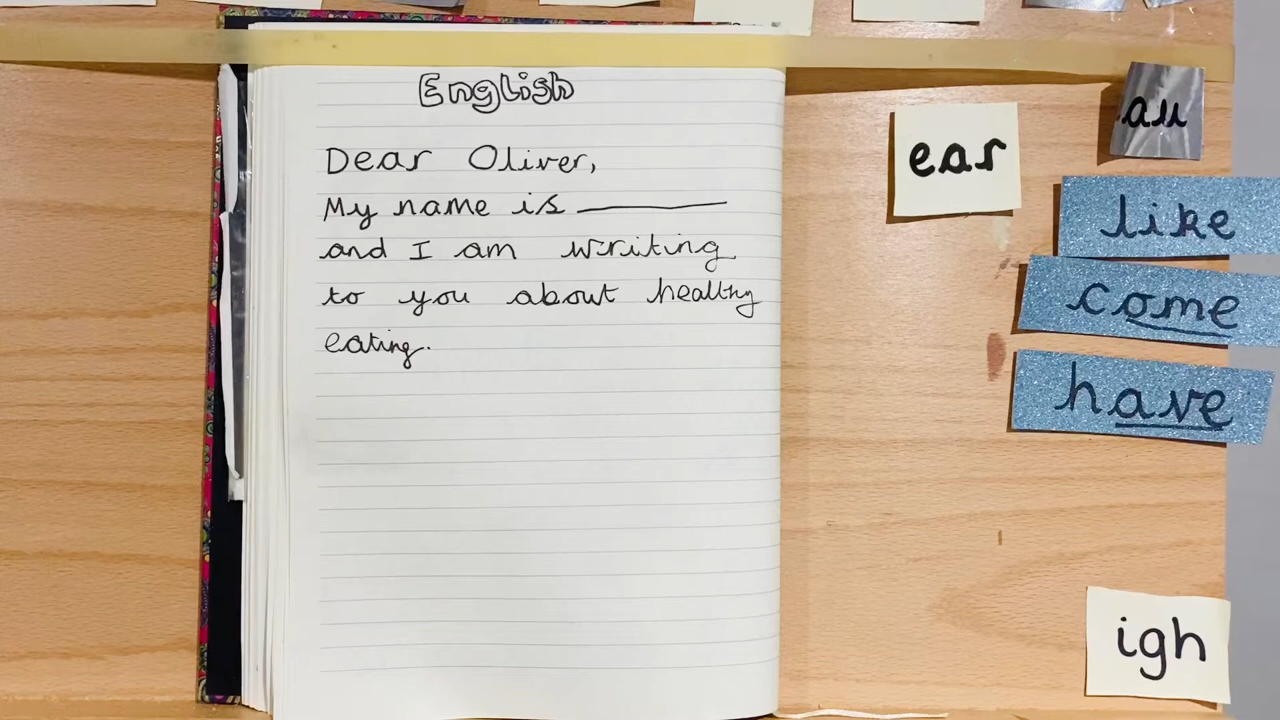 English
Dear Oliver,
My name is
and I am writing
to you about healthy
eating.
ear
au
like
come
have
igh